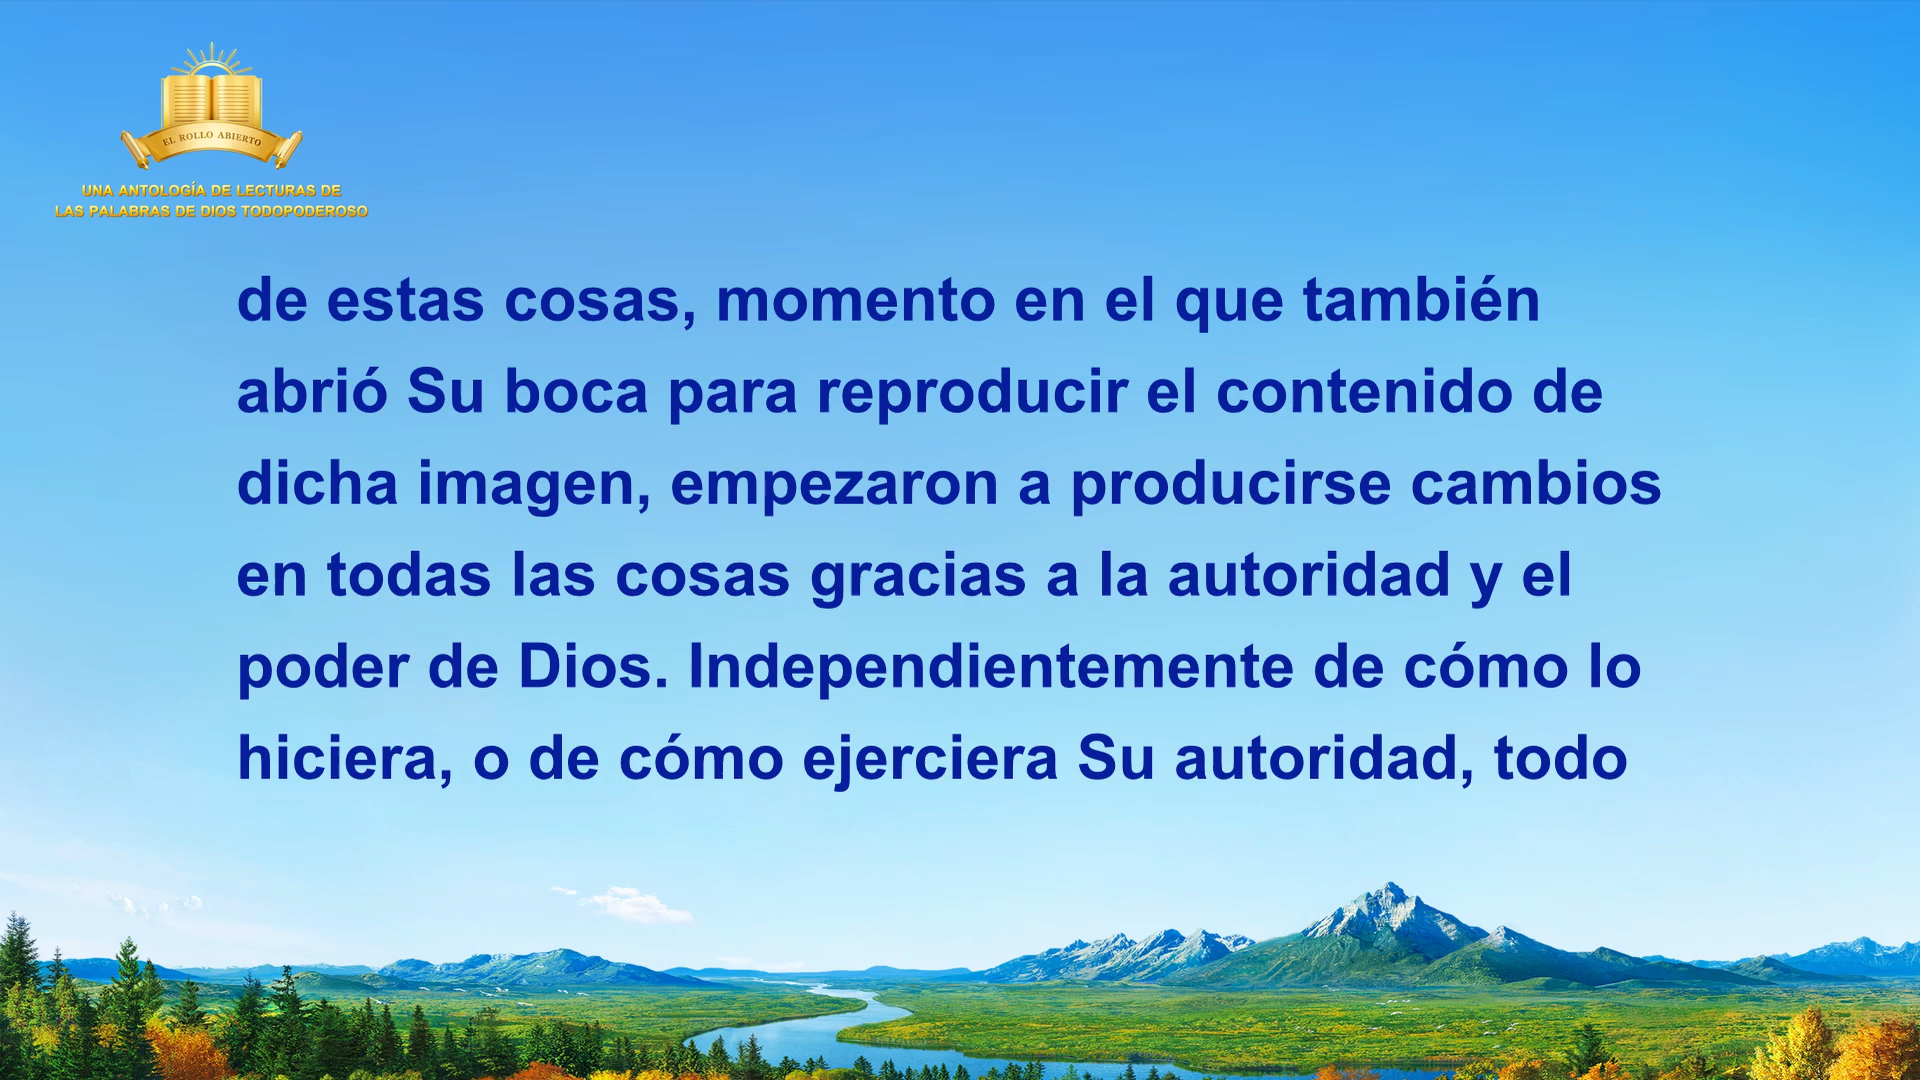 EL ROLLO ABIERTO
UNA ANTOLOGÍA DE LECTURAS DE
LAS PALABRAS DE DIOS TODOPODEROSO
de estas cosas, momento en el que también
abrió Su boca para reproducir el contenido de
dicha imagen, empezaron a producirse cambios
en todas las cosas gracias a la autoridad y el
poder de Dios. Independientemente de cómo lo
hiciera, o de cómo ejerciera Su autoridad, todo